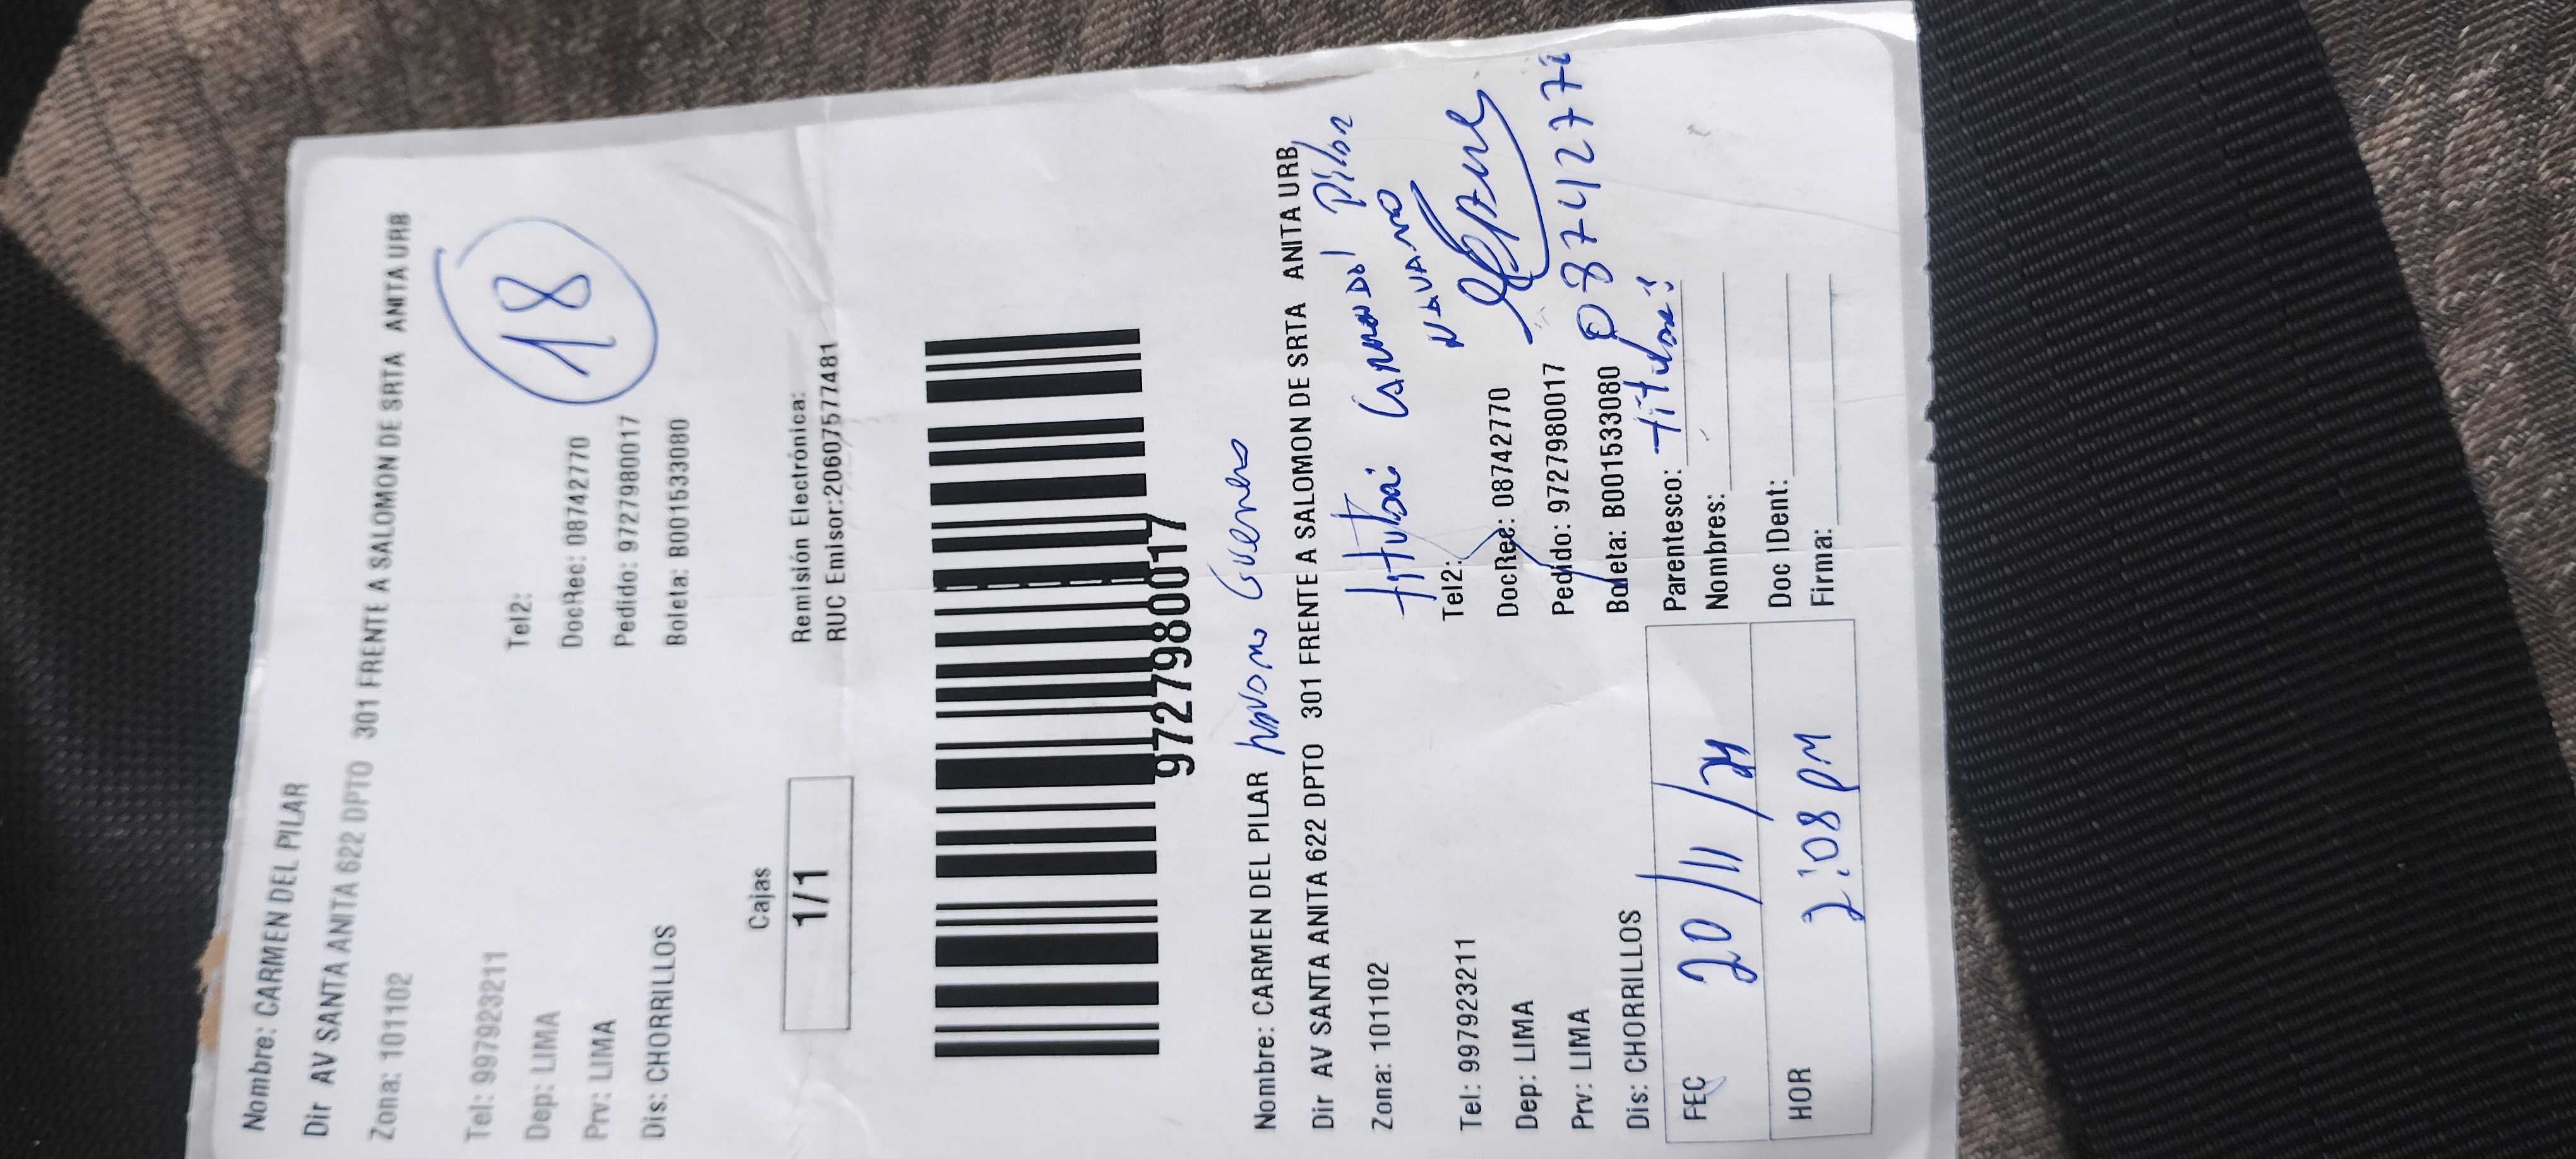 Nombre: CARMEN DEL PILAR
Dir AV SANTA ANITA 622 DPTO 301 FRENTE A SALOMON DE SRTA ANITA URB
Zona: 101102
18
Tel: 997923211 Tel2:
Dep: LIMA DocRec: 08742770
Prv: LIMA Pedido: 9727980017
Dis: CHORRILLOS Boleta: B001533080
Cajas
1/1
Remisión Electrónica:
RUC Emisor:20607577481
9727980017
Nombre: CARMEN DEL PILAR
Dir AV SANTA ANITA 622 DPTO 301 FRENTE A SALOMON DE SRTA ANITA URB
Zona: 101102
Tel: 997923211 Tel2:
Dep: LIMA DocRec: 08742770
Prv: LIMA Pedido: 9727980017
Dis: CHORRILLOS Boleta: B001533080
FEC 20/11/24
HOR 2:08 PM
Parentesco:
Nombres:
Doc IDent:
Firma: